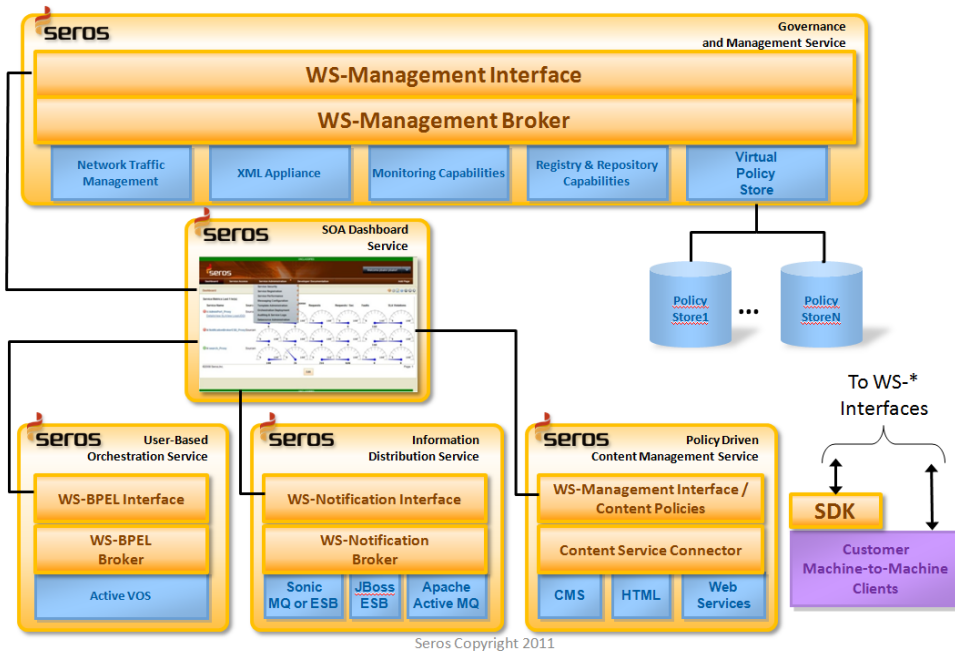 seros
Governance
and Management Service
WS-Management Interface
WS-Management Broker
Network Traffic
Management
XML Appliance
Monitoring Capabilities
Registry & Repository
Capabilities
Virtual
Policy
Store
seros
SOA Dashboard
Service
seros
Policy
Store1
...
Policy
StoreN
To WS-*
Interfaces
seros
User-Based
Orchestration Service
WS-BPEL Interface
WS-BPEL
Broker
Active VOS
seros
Information
Distribution Service
WS-Notification Interface
WS-Notification
Broker
Sonic
MQ or ESB
JBoss
ESB
Apache
Active MQ
seros
Policy Driven
Content Management Service
WS-Management Interface /
Content Policies
Content Service Connector
CMS
HTML
Web
Services
SDK
Customer
Machine-to-Machine
Clients
Seros Copyright 2011